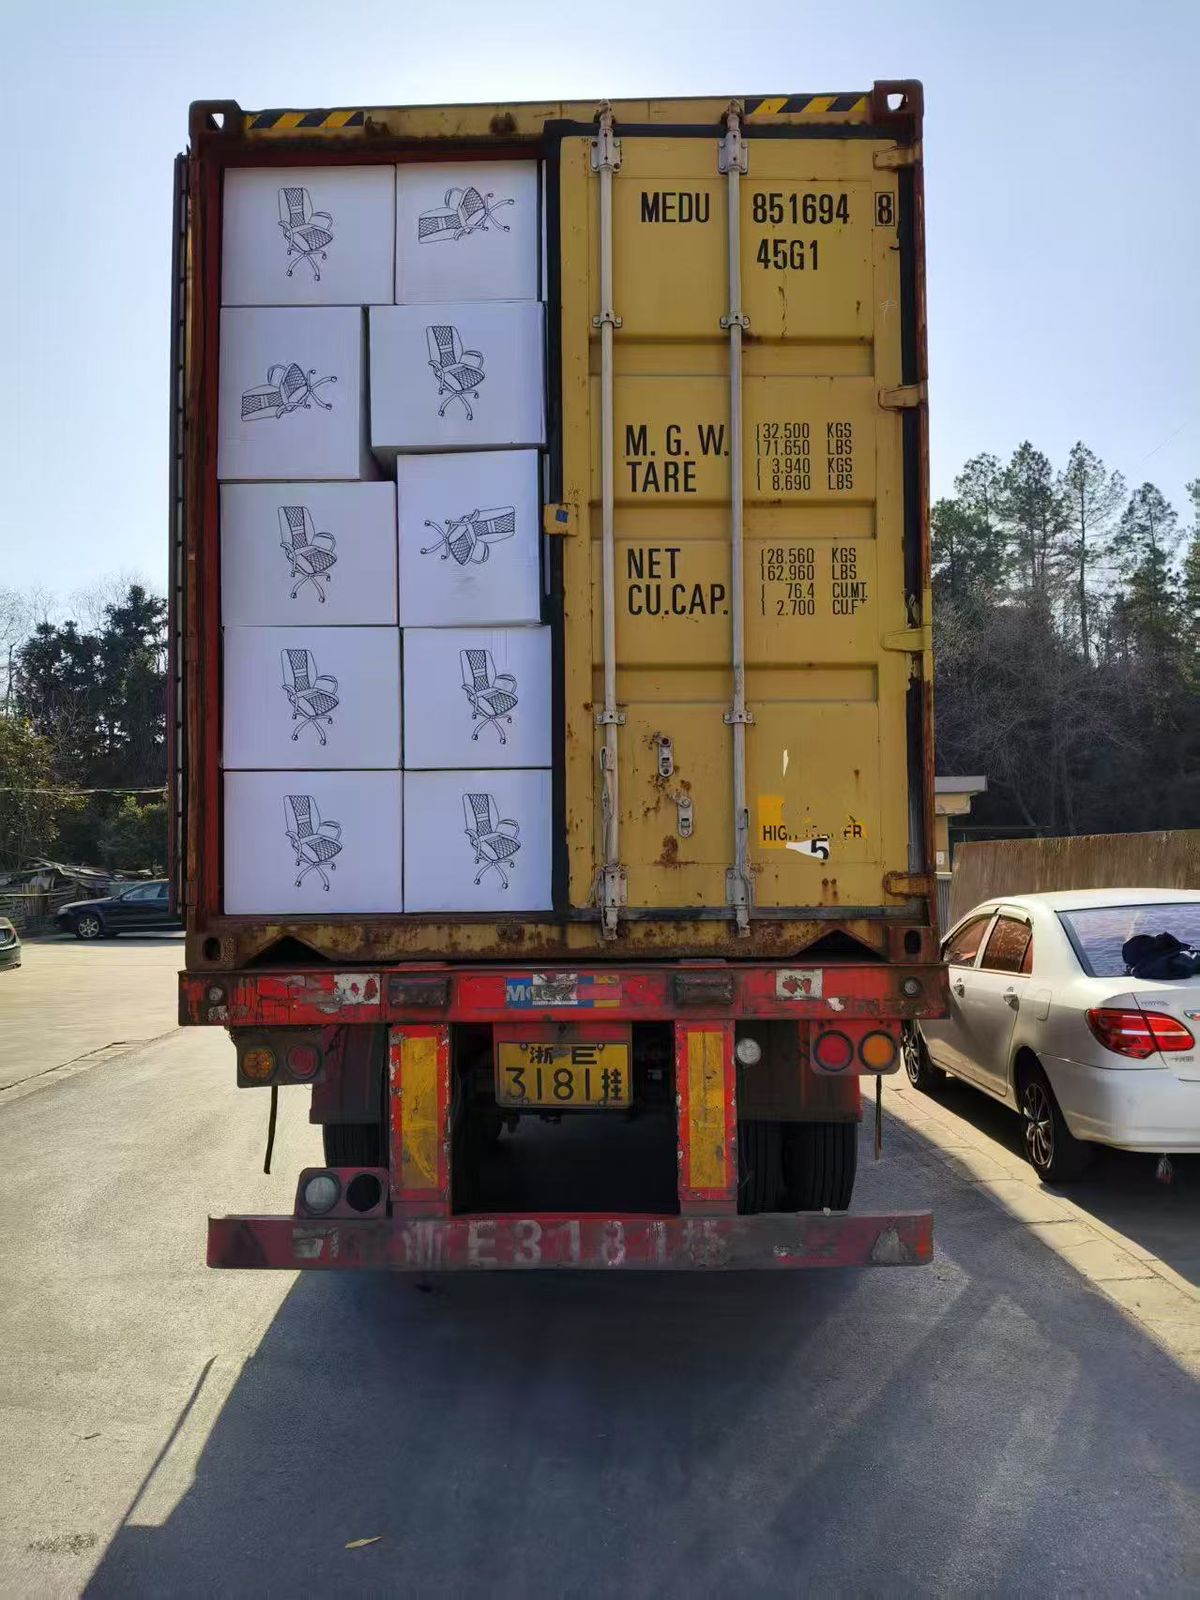 MEDU 851694 8
45G1
M. G. W. 32,500 KGS
71,650 LBS
TARE 3,940 KGS
8,690 LBS
NET 28,560 KGS
62,960 LBS
CU.CAP. 76.4 CU.MT.
2,700 CU.FT
5
浙 E
3181挂
浙E3181挂